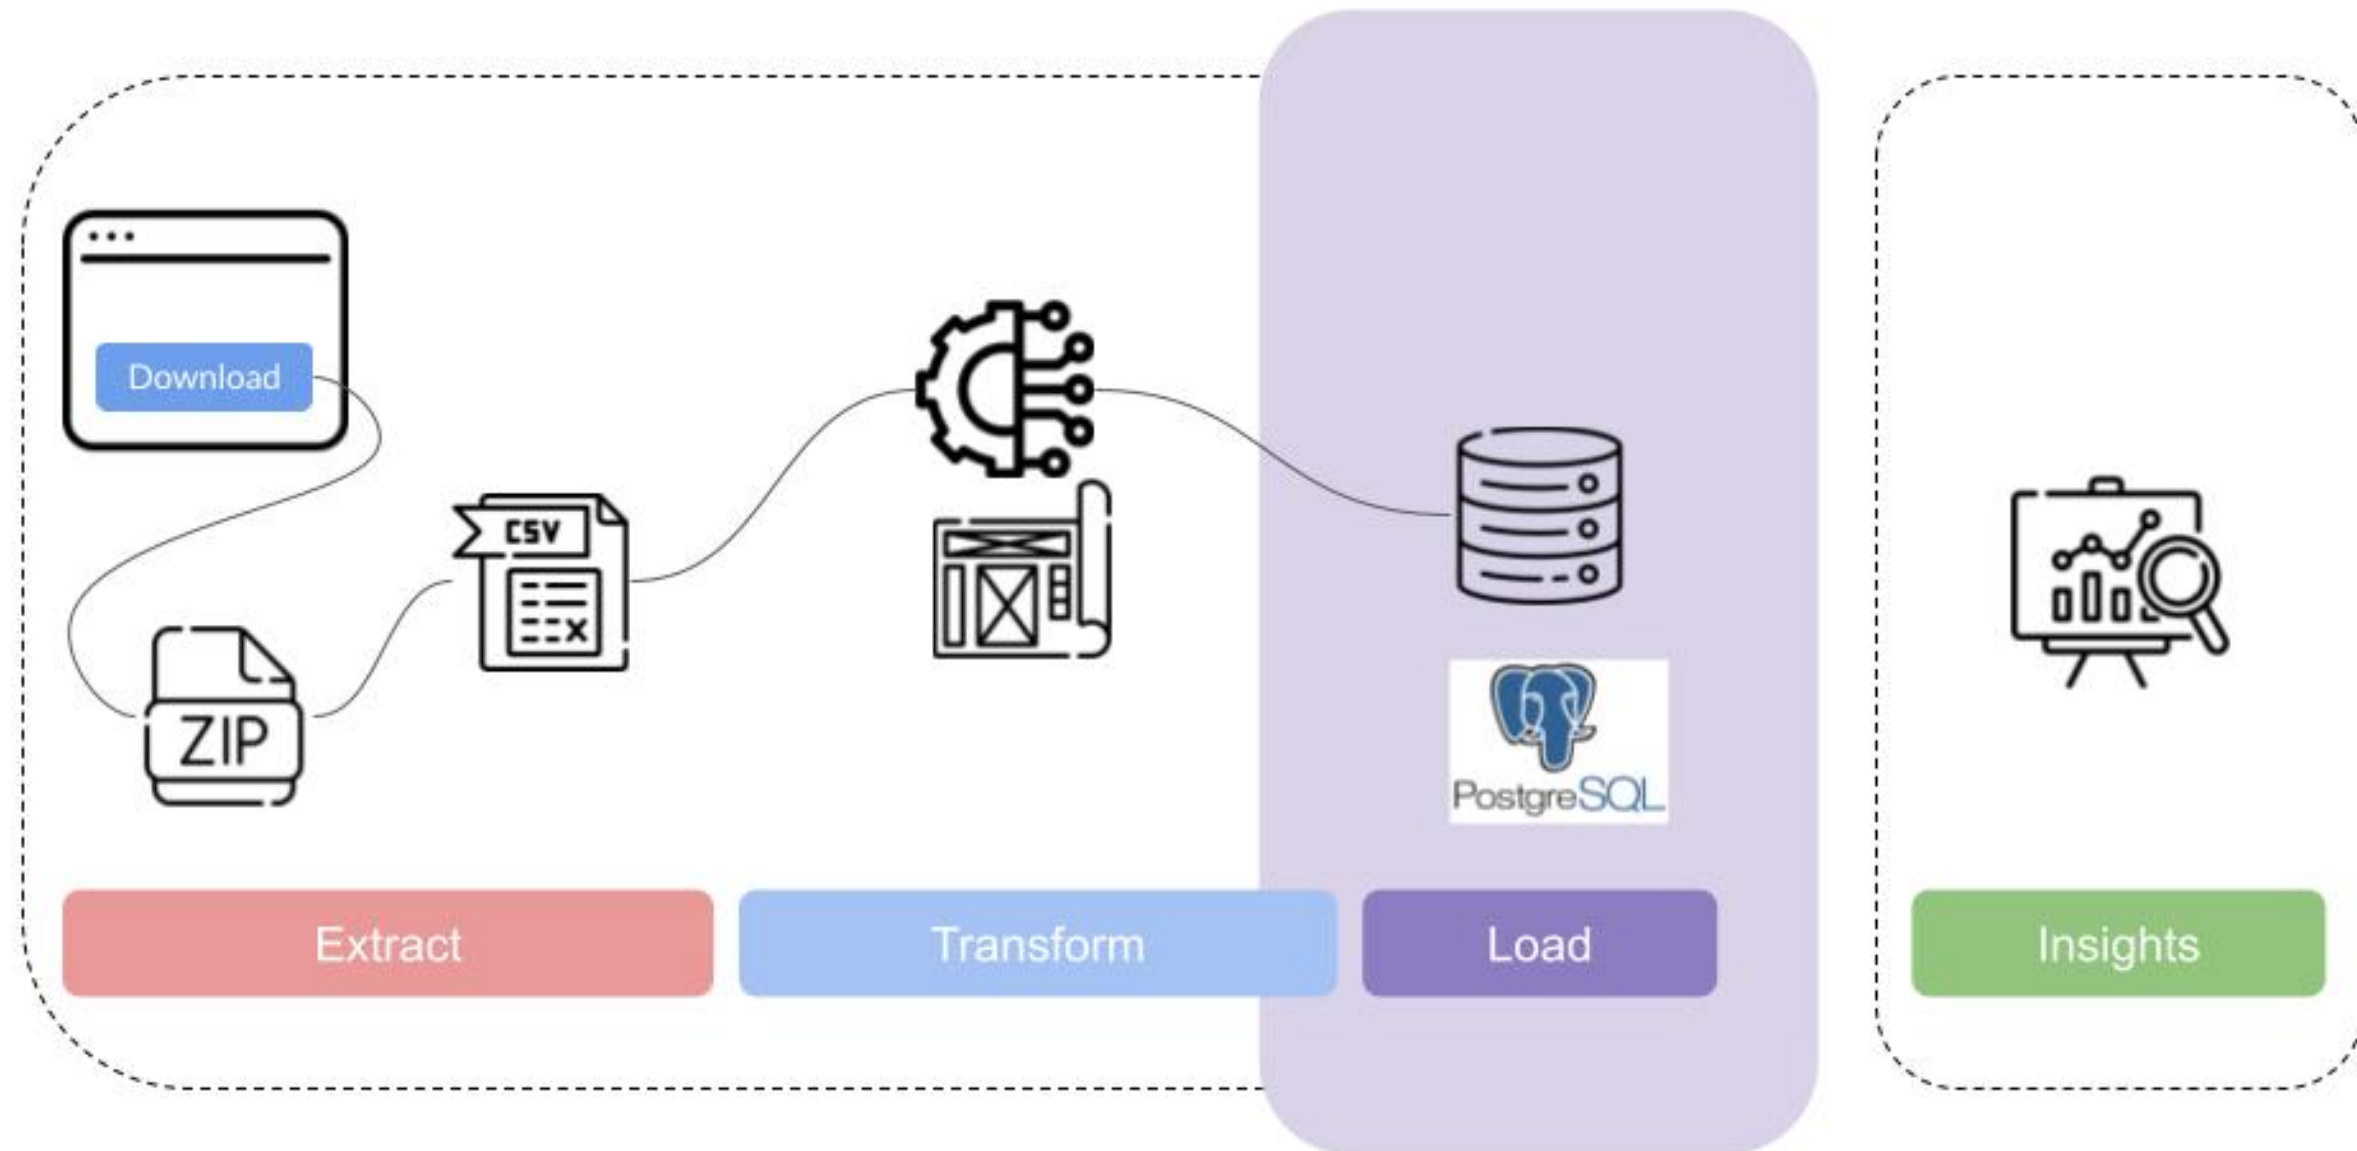 Download
CSV
ZIP
PostgreSQL
Extract
Transform
Load
Insights